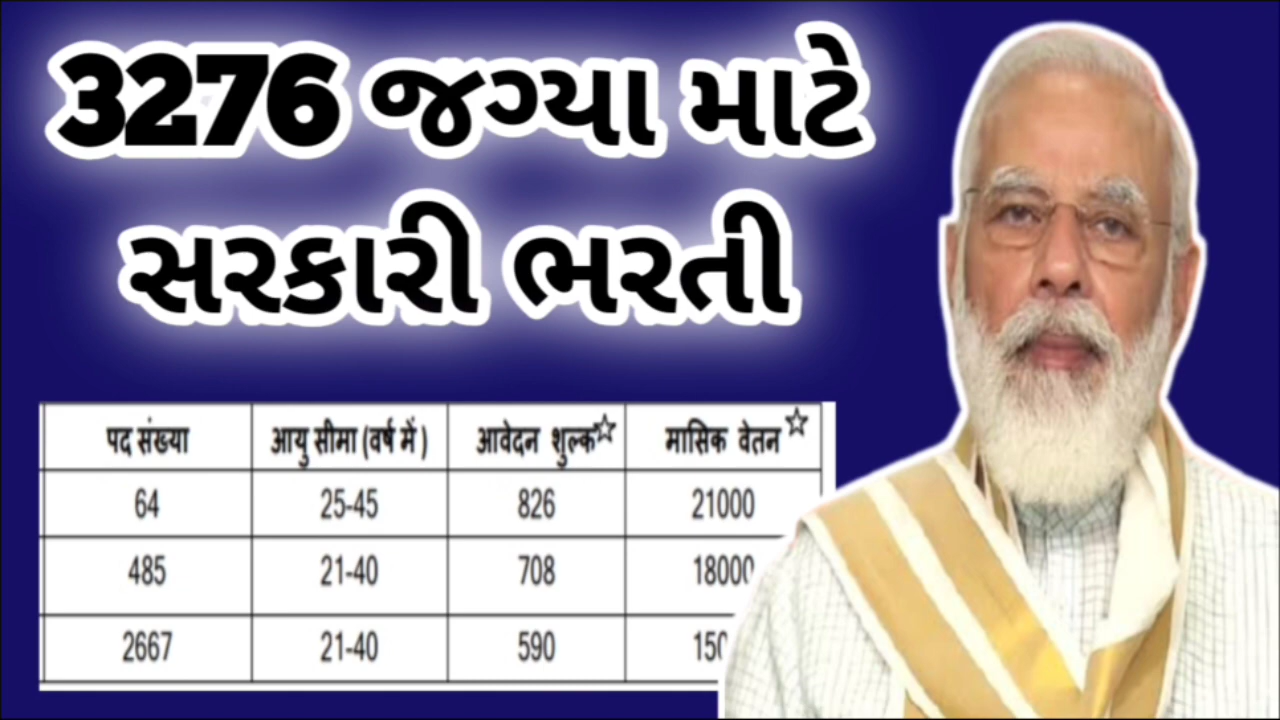 3276 જગ્યા માટે
સરકારી ભરતી
पद संख्या आयु सीमा (वर्ष में ) आवेदन शुल्क☆ मासिक वेतन ☆
64 25-45 826 21000
485 21-40 708 18000
2667 21-40 590